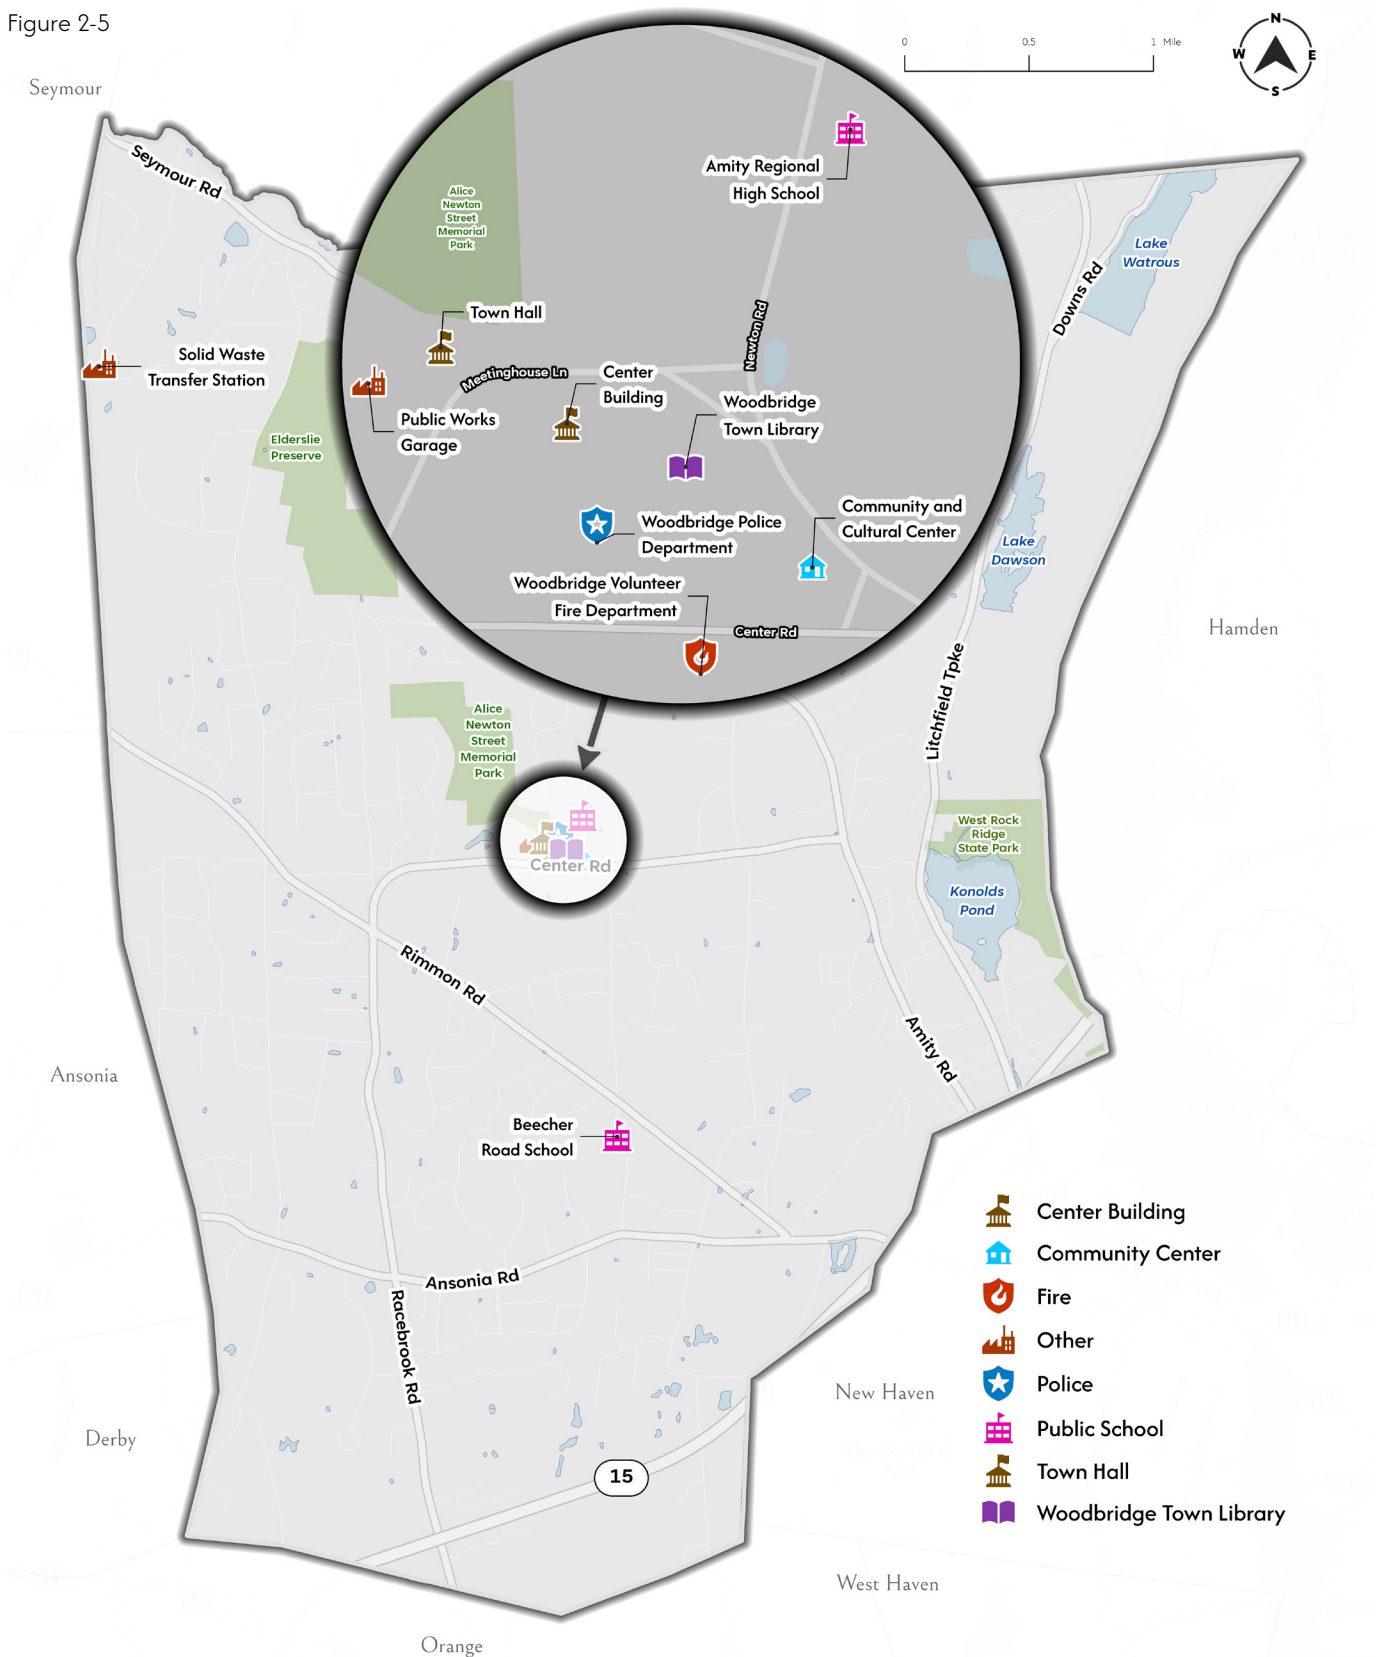 Figure 2-5
0 0.5 1 Mile
N
W E
S
Seymour
Seymour Rd
Amity Regional
High School
Alice
Newton
Street
Memorial
Park
Lake
Watrous
Downs Rd
Town Hall
Newton Rd
Solid Waste
Transfer Station
Meetinghouse Ln
Center
Building
Woodbridge
Town Library
Public Works
Garage
Elderslie
Preserve
Community and
Cultural Center
Woodbridge Police
Department
Lake
Dawson
Woodbridge Volunteer
Fire Department
Center Rd
Hamden
Litchfield Tpke
Alice
Newton
Street
Memorial
Park
West Rock
Ridge
State Park
Center Rd
Konolds
Pond
Rimmon Rd
Amity Rd
Ansonia
Beecher
Road School
Ansonia Rd
Racebrook Rd
Center Building
Community Center
Fire
Other
Police
Public School
Town Hall
Woodbridge Town Library
New Haven
Derby
15
West Haven
Orange